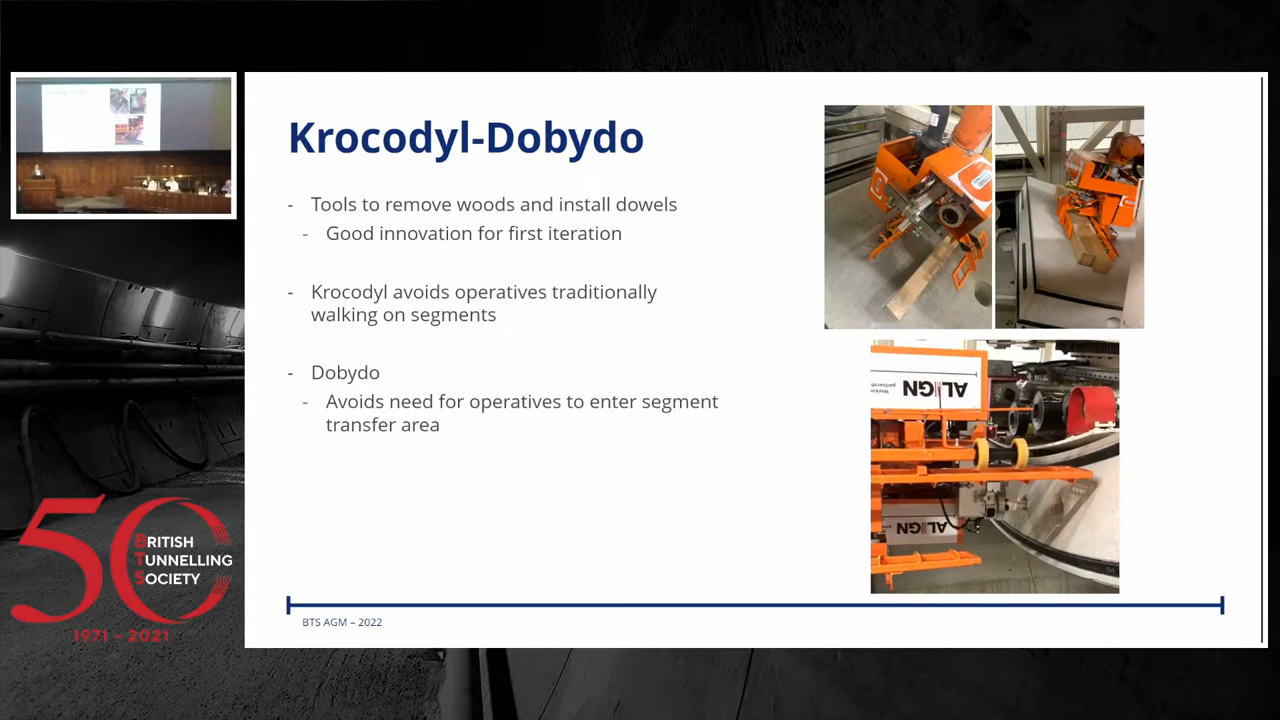 Krocodyl-Dobydo
- Tools to remove woods and install dowels
- Good innovation for first iteration
- Krocodyl avoids operatives traditionally
walking on segments
- Dobydo
- Avoids need for operatives to enter segment
transfer area
ALIGN
ALIGN
BTS AGM – 2022
50
BRITISH
TUNNELLING
SOCIETY
1971 – 2021